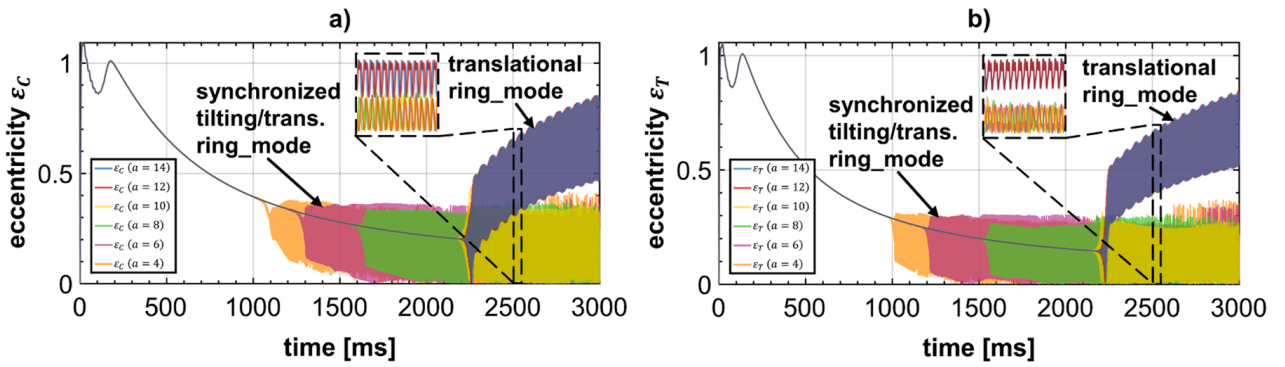 a)
eccentricity ε_C
1
0.5
0
synchronized
tilting/trans.
ring_mode
translational
ring_mode
ε_C (a = 14)
ε_C (a = 12)
ε_C (a = 10)
ε_C (a = 8)
ε_C (a = 6)
ε_C (a = 4)
0 500 1000 1500 2000 2500 3000
time [ms]
b)
eccentricity ε_T
1
0.5
0
synchronized
tilting/trans.
ring_mode
translational
ring_mode
ε_T (a = 14)
ε_T (a = 12)
ε_T (a = 10)
ε_T (a = 8)
ε_T (a = 6)
ε_T (a = 4)
0 500 1000 1500 2000 2500 3000
time [ms]